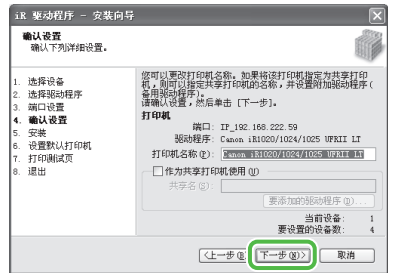 iR 驱动程序 - 安装向导
确认设置
确认下列详细设置。
1. 选择设备
2. 选择驱动程序
3. 端口设置
4. 确认设置
5. 安装
6. 设置默认打印机
7. 打印测试页
8. 退出
您可以更改打印机名称。如果将该打印机指定为共享打印
机，则可以指定共享打印机的名称，并设置附加驱动程序(
备用驱动程序)。
请确认设置，然后单击 [下一步]。
打印机
端口: IP_192.168.222.59
驱动程序: Canon iR1020/1024/1025 UFRII LT
打印机名称(P): Canon iR1020/1024/1025 UFRII LT
作为共享打印机使用(U)
共享名(S):
要添加的驱动程序(D)...
当前设备: 1
要设置的设备数: 4
<上一步(B) 下一步(N)> 取消